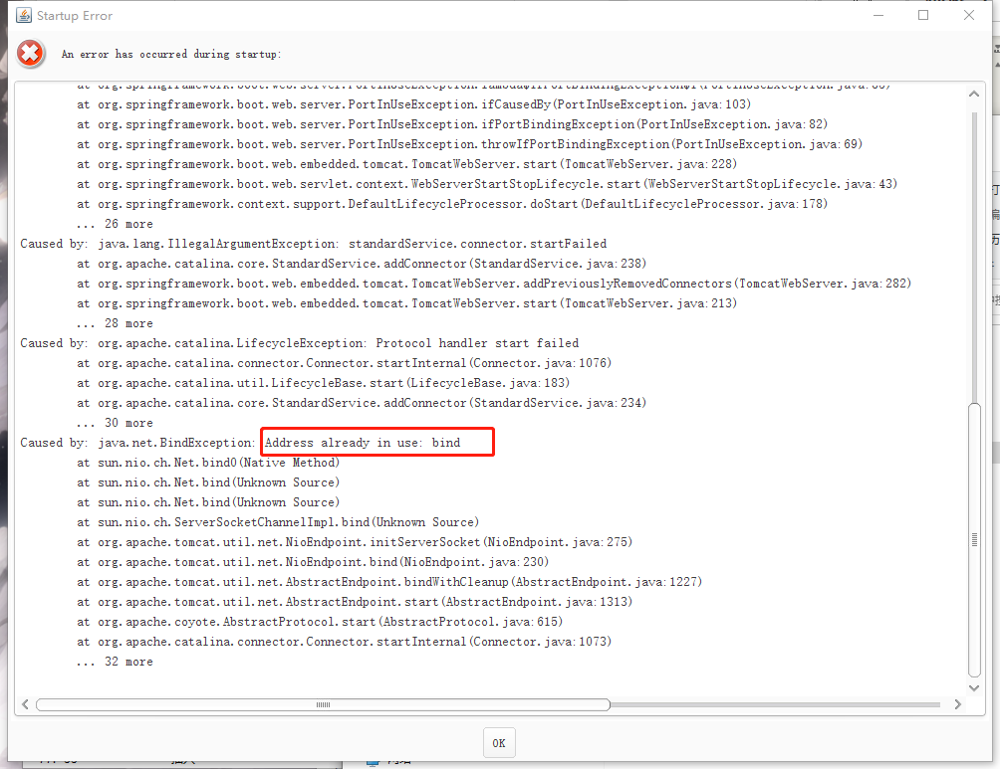 Startup Error
An error has occurred during startup:
at org.springframework.boot.web.server.PortInUseException.ifCausedBy(PortInUseException.java:103)
at org.springframework.boot.web.server.PortInUseException.ifPortBindingException(PortInUseException.java:82)
at org.springframework.boot.web.server.PortInUseException.throwIfPortBindingException(PortInUseException.java:69)
at org.springframework.boot.web.embedded.tomcat.TomcatWebServer.start(TomcatWebServer.java:228)
at org.springframework.boot.web.servlet.context.WebServerStartStopLifecycle.start(WebServerStartStopLifecycle.java:43)
at org.springframework.context.support.DefaultLifecycleProcessor.doStart(DefaultLifecycleProcessor.java:178)
... 26 more
Caused by: java.lang.IllegalArgumentException: standardService.connector.startFailed
at org.apache.catalina.core.StandardService.addConnector(StandardService.java:238)
at org.springframework.boot.web.embedded.tomcat.TomcatWebServer.addPreviouslyRemovedConnectors(TomcatWebServer.java:282)
at org.springframework.boot.web.embedded.tomcat.TomcatWebServer.start(TomcatWebServer.java:213)
... 28 more
Caused by: org.apache.catalina.LifecycleException: Protocol handler start failed
at org.apache.catalina.connector.Connector.startInternal(Connector.java:1076)
at org.apache.catalina.util.LifecycleBase.start(LifecycleBase.java:183)
at org.apache.catalina.core.StandardService.addConnector(StandardService.java:234)
... 30 more
Caused by: java.net.BindException: Address already in use: bind
at sun.nio.ch.Net.bind0(Native Method)
at sun.nio.ch.Net.bind(Unknown Source)
at sun.nio.ch.Net.bind(Unknown Source)
at sun.nio.ch.ServerSocketChannelImpl.bind(Unknown Source)
at org.apache.tomcat.util.net.NioEndpoint.initServerSocket(NioEndpoint.java:275)
at org.apache.tomcat.util.net.NioEndpoint.bind(NioEndpoint.java:230)
at org.apache.tomcat.util.net.AbstractEndpoint.bindWithCleanup(AbstractEndpoint.java:1227)
at org.apache.tomcat.util.net.AbstractEndpoint.start(AbstractEndpoint.java:1313)
at org.apache.coyote.AbstractProtocol.start(AbstractProtocol.java:615)
at org.apache.catalina.connector.Connector.startInternal(Connector.java:1073)
... 32 more
OK